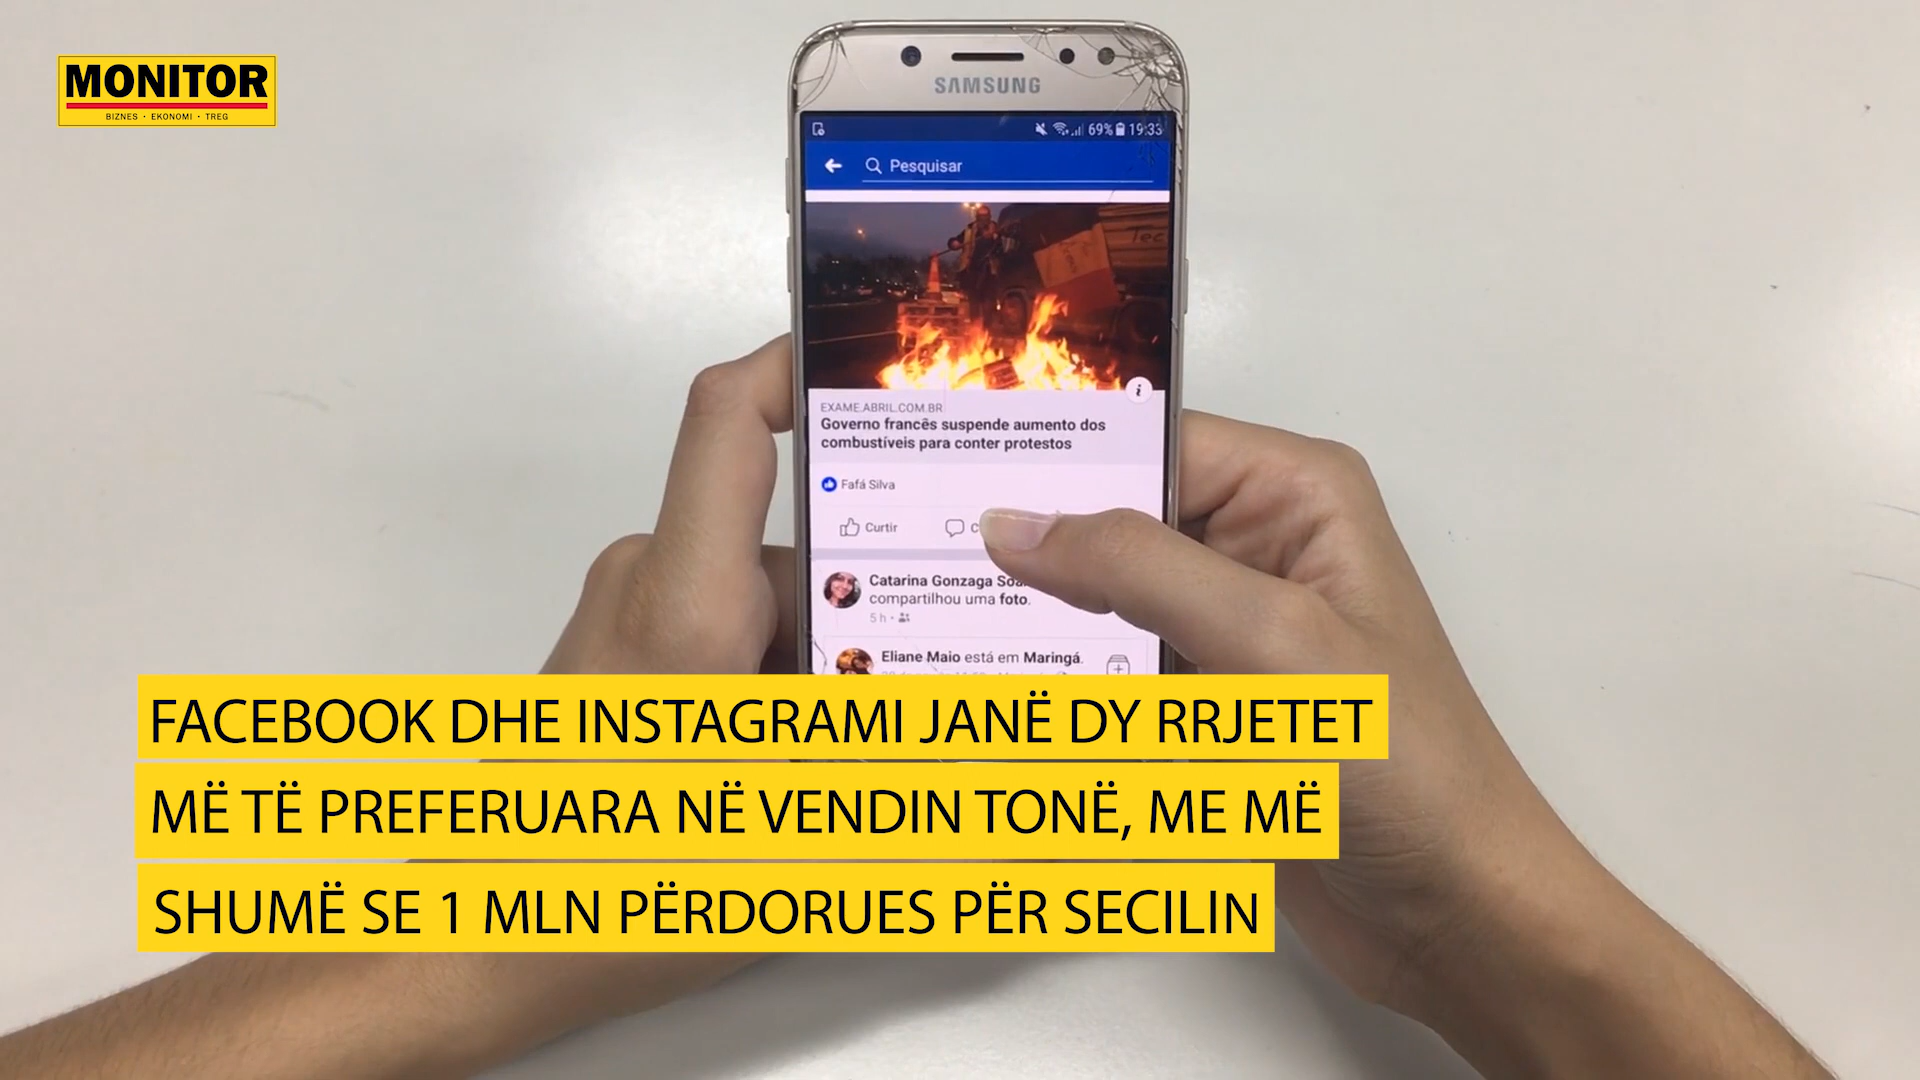 MONITOR
BIZNES • EKONOMI • TREG
SAMSUNG
69% 19:33
Pesquisar
Tec
EXAME.ABRIL.COM.BR
Governo francês suspende aumento dos
combustíveis para conter protestos
Fafá Silva
Curtir
Catarina Gonzaga
compartilhou uma foto.
5 h
Eliane Maio está em Maringá.
FACEBOOK DHE INSTAGRAMI JANË DY RRJETET
MË TË PREFERUARA NË VENDIN TONË, ME MË
SHUMË SE 1 MLN PËRDORUES PËR SECILIN